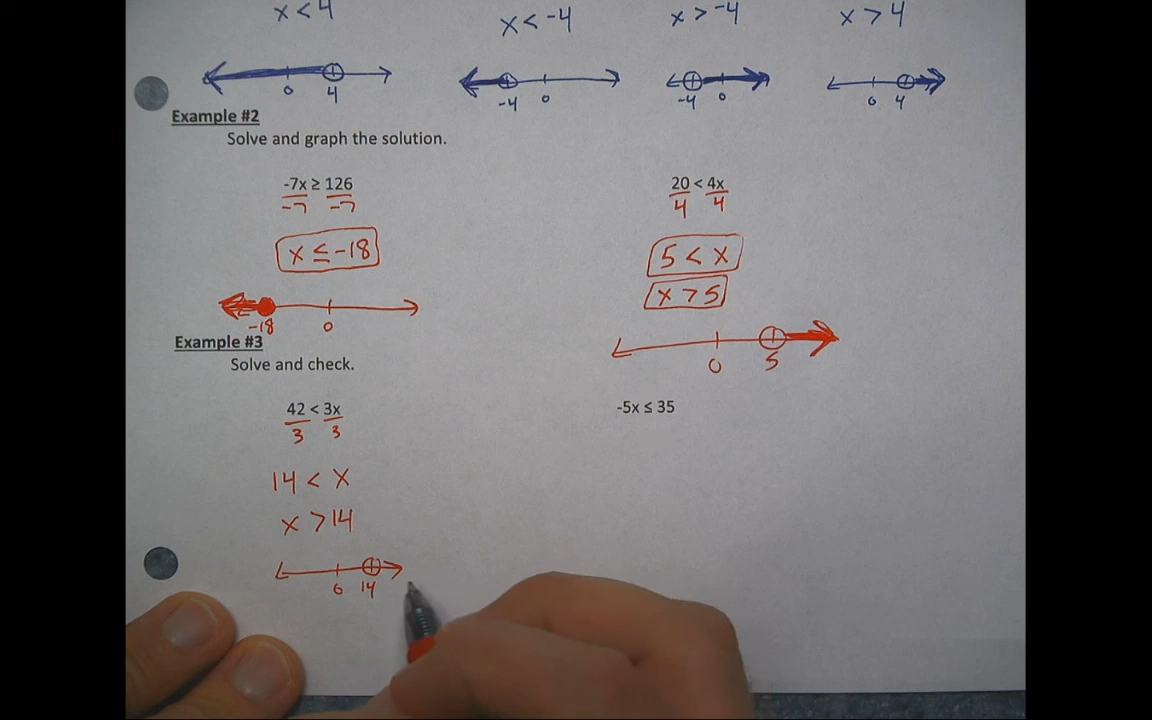 x < 4
x < -4
x > -4
x > 4
0 4
-4 0
-4 0
0 4
Example #2
Solve and graph the solution.
-7x ≥ 126
-7 -7
x ≤ -18
-18 0
20 < 4x
4 4
5 < x
x > 5
0 5
Example #3
Solve and check.
42 < 3x
3 3
14 < x
x > 14
0 14
-5x ≤ 35